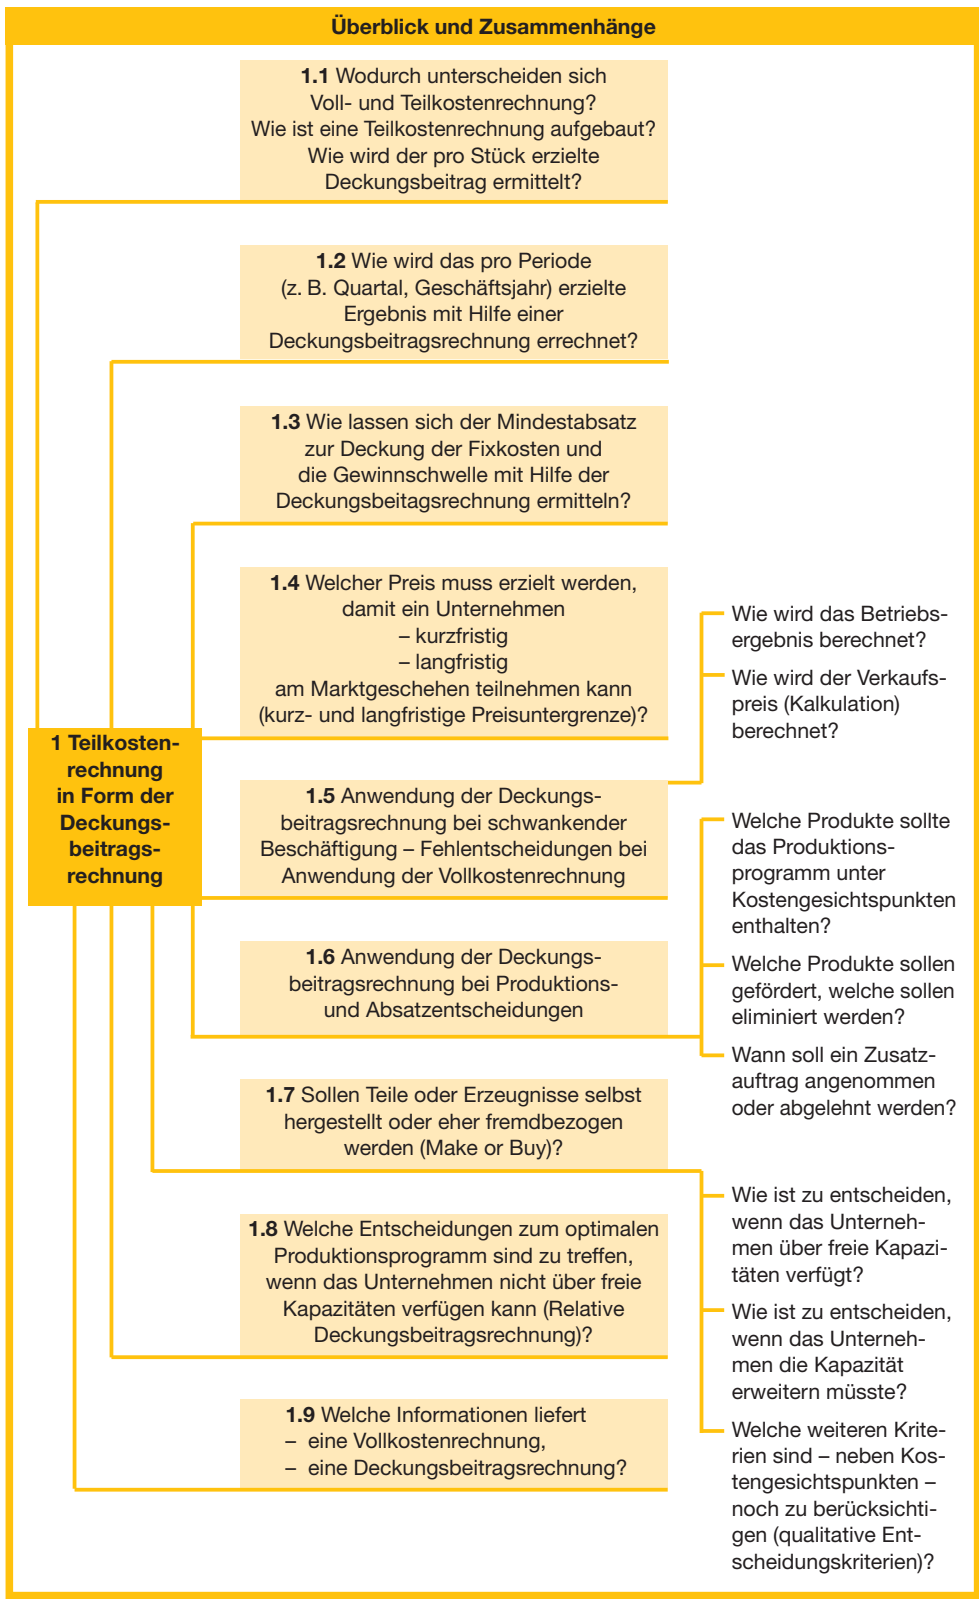 Überblick und Zusammenhänge
1.1 Wodurch unterscheiden sich
Voll- und Teilkostenrechnung?
Wie ist eine Teilkostenrechnung aufgebaut?
Wie wird der pro Stück erzielte
Deckungsbeitrag ermittelt?
1.2 Wie wird das pro Periode
(z. B. Quartal, Geschäftsjahr) erzielte
Ergebnis mit Hilfe einer
Deckungsbeitragsrechnung errechnet?
1.3 Wie lassen sich der Mindestabsatz
zur Deckung der Fixkosten und
die Gewinnschwelle mit Hilfe der
Deckungsbeitagsrechnung ermitteln?
1.4 Welcher Preis muss erzielt werden,
damit ein Unternehmen
– kurzfristig
– langfristig
am Marktgeschehen teilnehmen kann
(kurz- und langfristige Preisuntergrenze)?
1 Teilkosten-
rechnung
in Form der
Deckungs-
beitrags-
rechnung
1.5 Anwendung der Deckungs-
beitragsrechnung bei schwankender
Beschäftigung – Fehlentscheidungen bei
Anwendung der Vollkostenrechnung
Wie wird das Betriebs-
ergebnis berechnet?
Wie wird der Verkaufs-
preis (Kalkulation)
berechnet?
1.6 Anwendung der Deckungs-
beitragsrechnung bei Produktions-
und Absatzentscheidungen
Welche Produkte sollte
das Produktions-
programm unter
Kostengesichtspunkten
enthalten?
Welche Produkte sollen
gefördert, welche sollen
eliminiert werden?
Wann soll ein Zusatz-
auftrag angenommen
oder abgelehnt werden?
1.7 Sollen Teile oder Erzeugnisse selbst
hergestellt oder eher fremdbezogen
werden (Make or Buy)?
Wie ist zu entscheiden,
wenn das Unterneh-
men über freie Kapazi-
täten verfügt?
Wie ist zu entscheiden,
wenn das Unterneh-
men die Kapazität
erweitern müsste?
Welche weiteren Krite-
rien sind – neben Kos-
tengesichtspunkten –
noch zu berücksichti-
gen (qualitative Ent-
scheidungskriterien)?
1.8 Welche Entscheidungen zum optimalen
Produktionsprogramm sind zu treffen,
wenn das Unternehmen nicht über freie
Kapazitäten verfügen kann (Relative
Deckungsbeitragsrechnung)?
1.9 Welche Informationen liefert
– eine Vollkostenrechnung,
– eine Deckungsbeitragsrechnung?